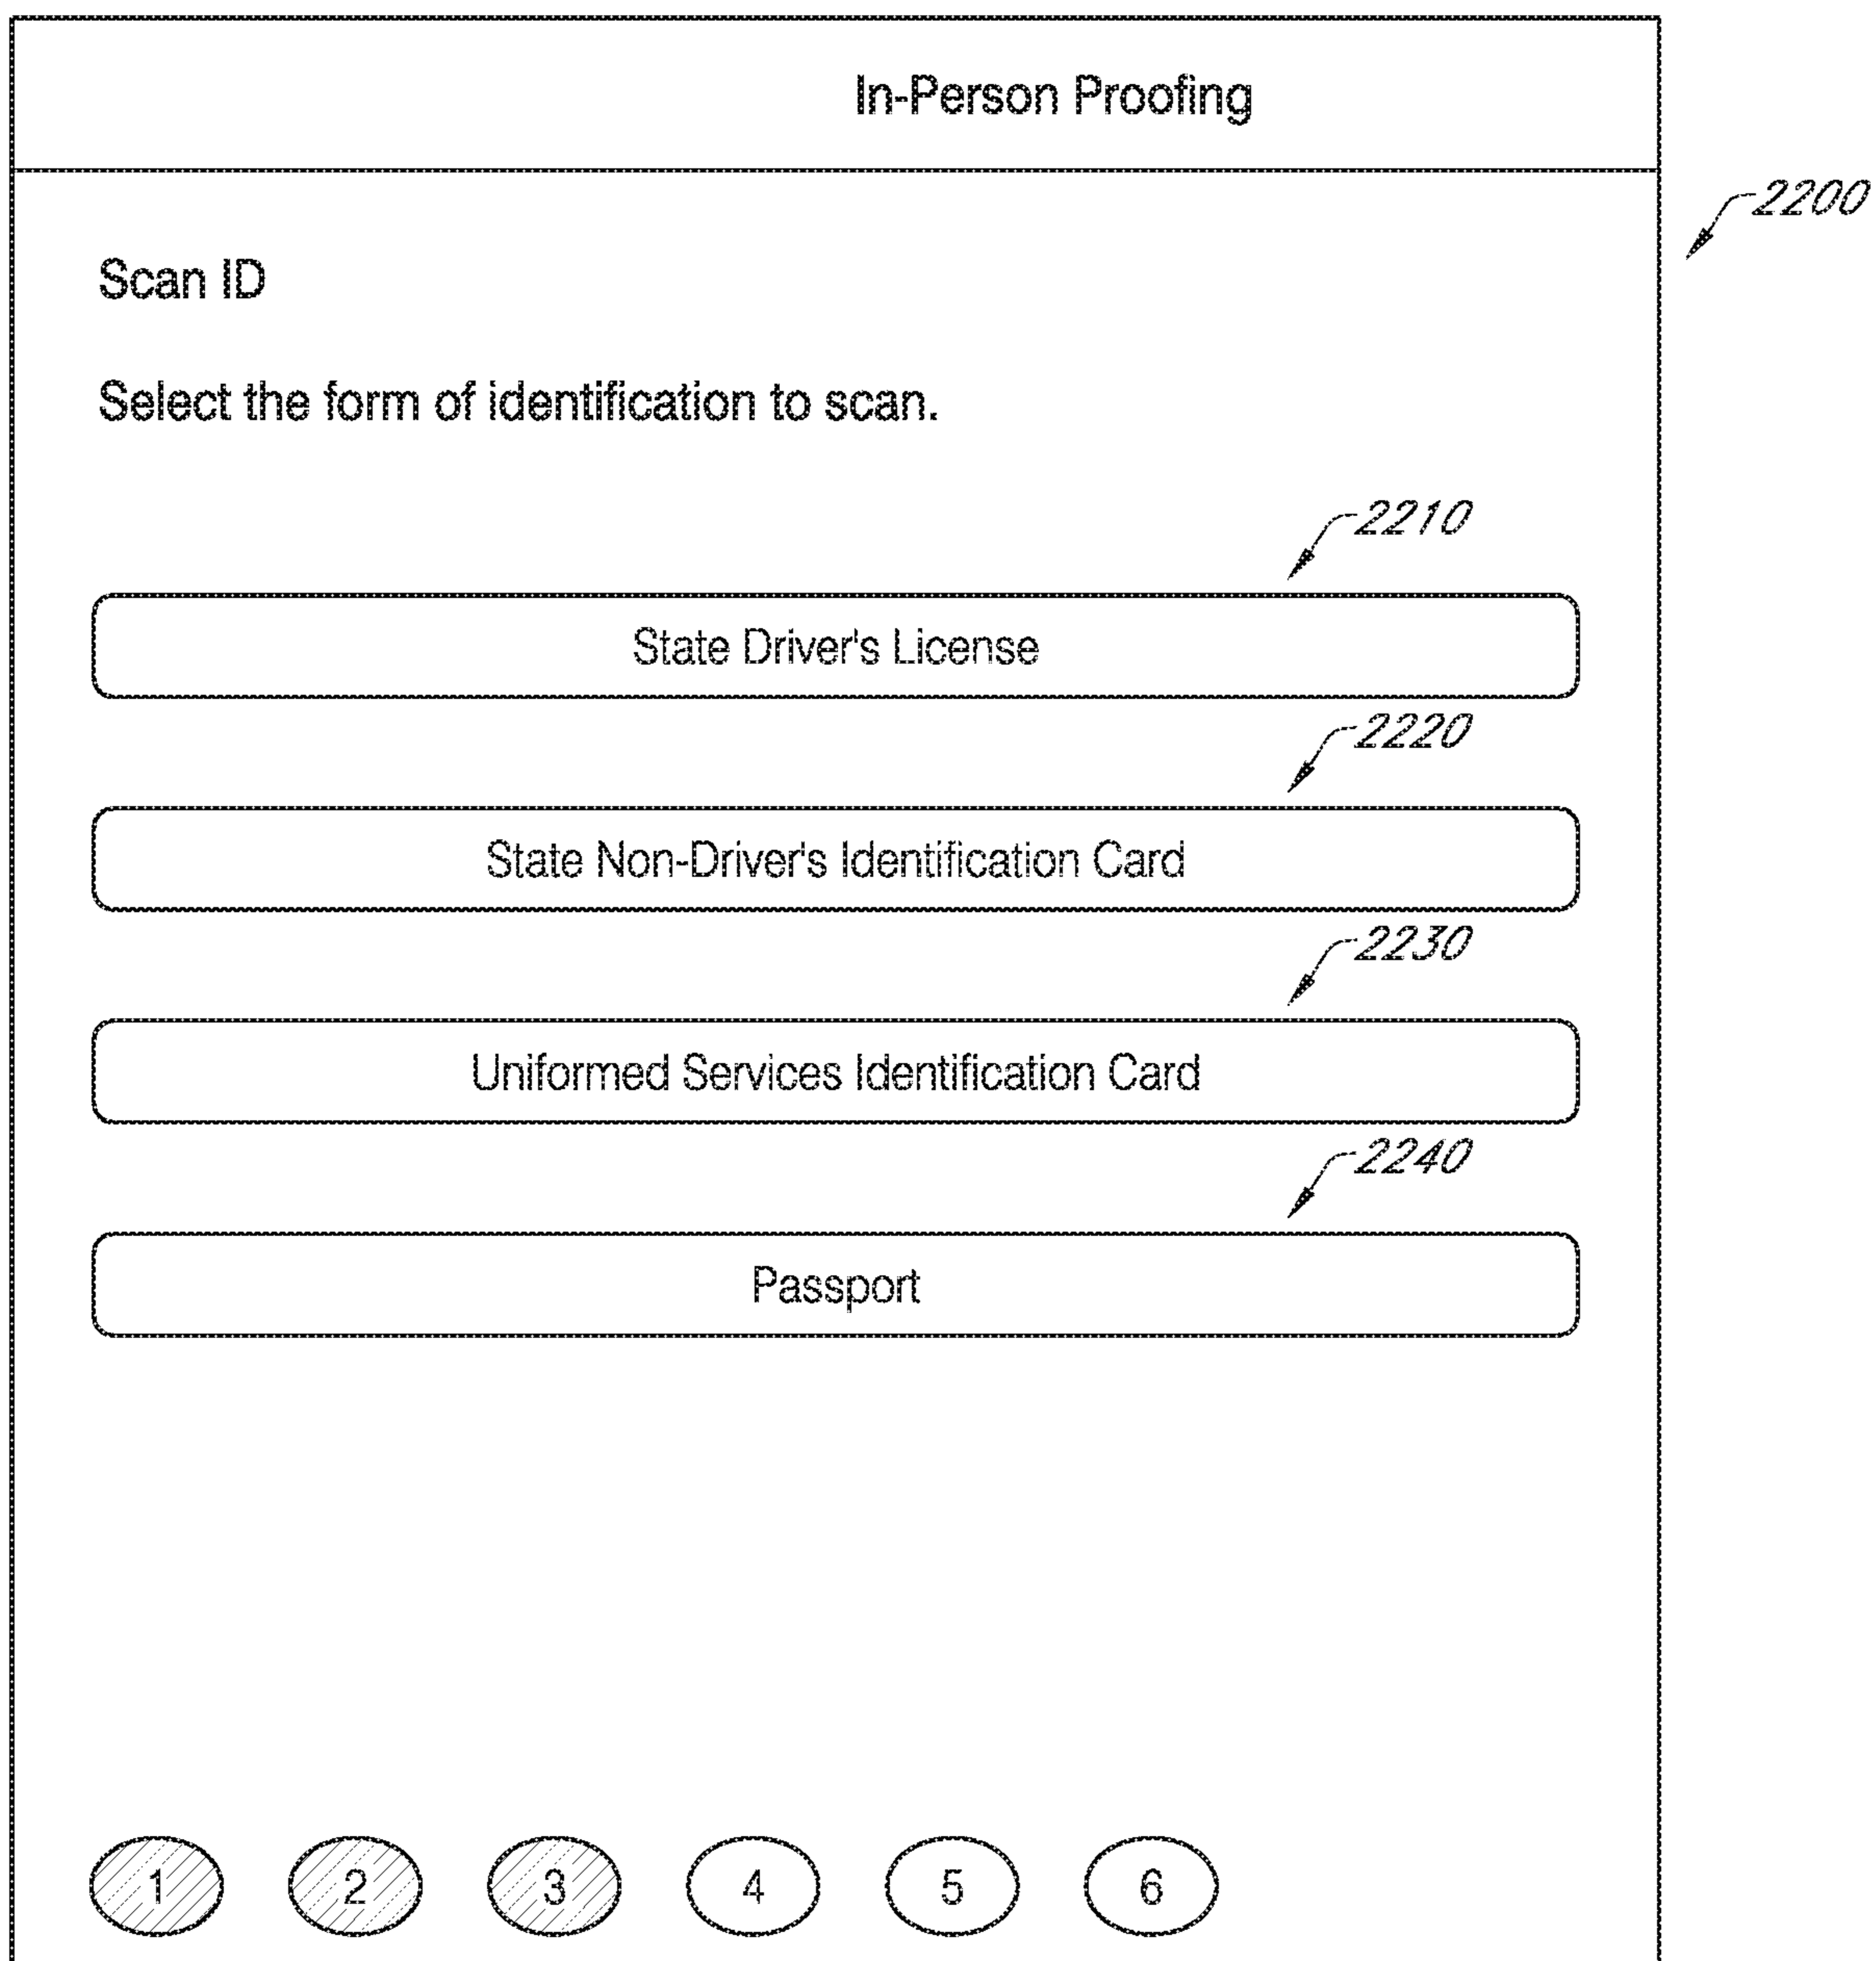 In-Person Proofing
2200
Scan ID
Select the form of identification to scan.
2210
State Driver's License
2220
State Non-Driver's Identification Card
2230
Uniformed Services Identification Card
2240
Passport
1 2 3 4 5 6